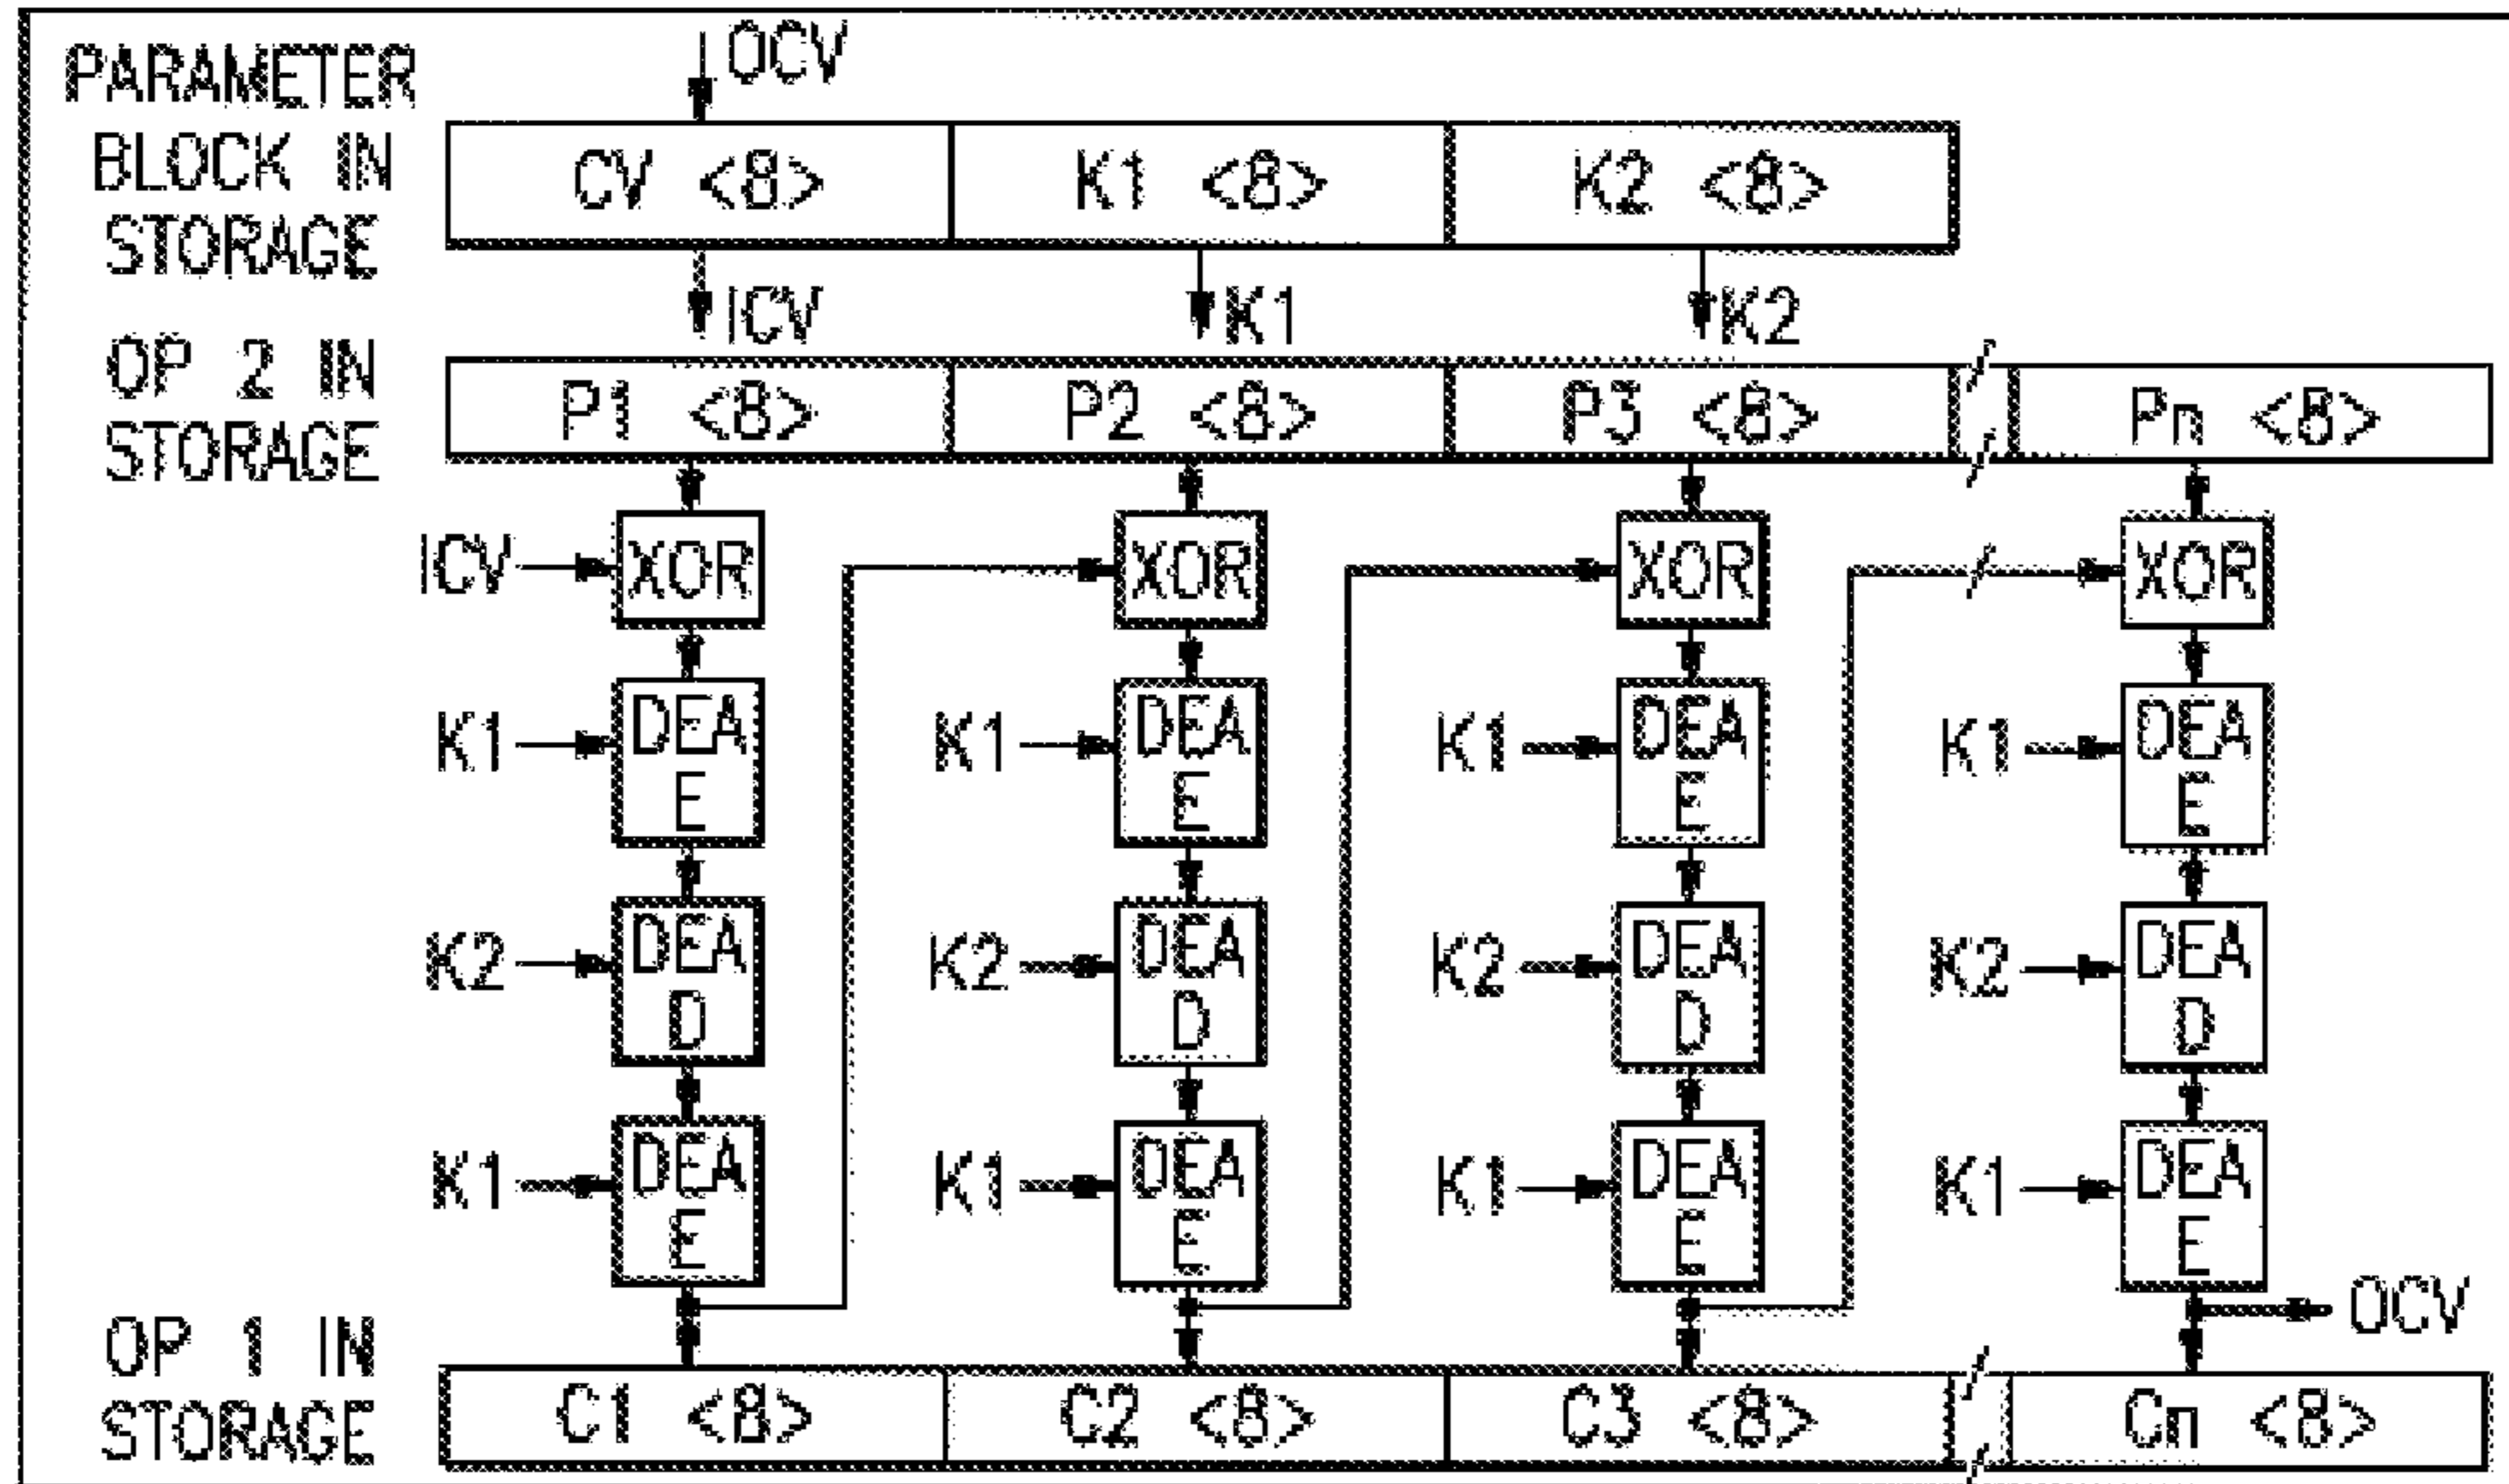 OCV
PARAMETER
BLOCK IN
STORAGE
CV <8> K1 <8> K2 <8>
ICV K1 K2
OP 2 IN
STORAGE
P1 <8> P2 <8> P3 <8> Pn <8>
ICV XOR XOR XOR XOR
K1 DEA K1 DEA K1 DEA K1 DEA
E E E E
K2 DEA K2 DEA K2 DEA K2 DEA
D D D D
K1 DEA K1 DEA K1 DEA K1 DEA
E E E E
OCV
OP 1 IN
STORAGE
C1 <8> C2 <8> C3 <8> Cn <8>